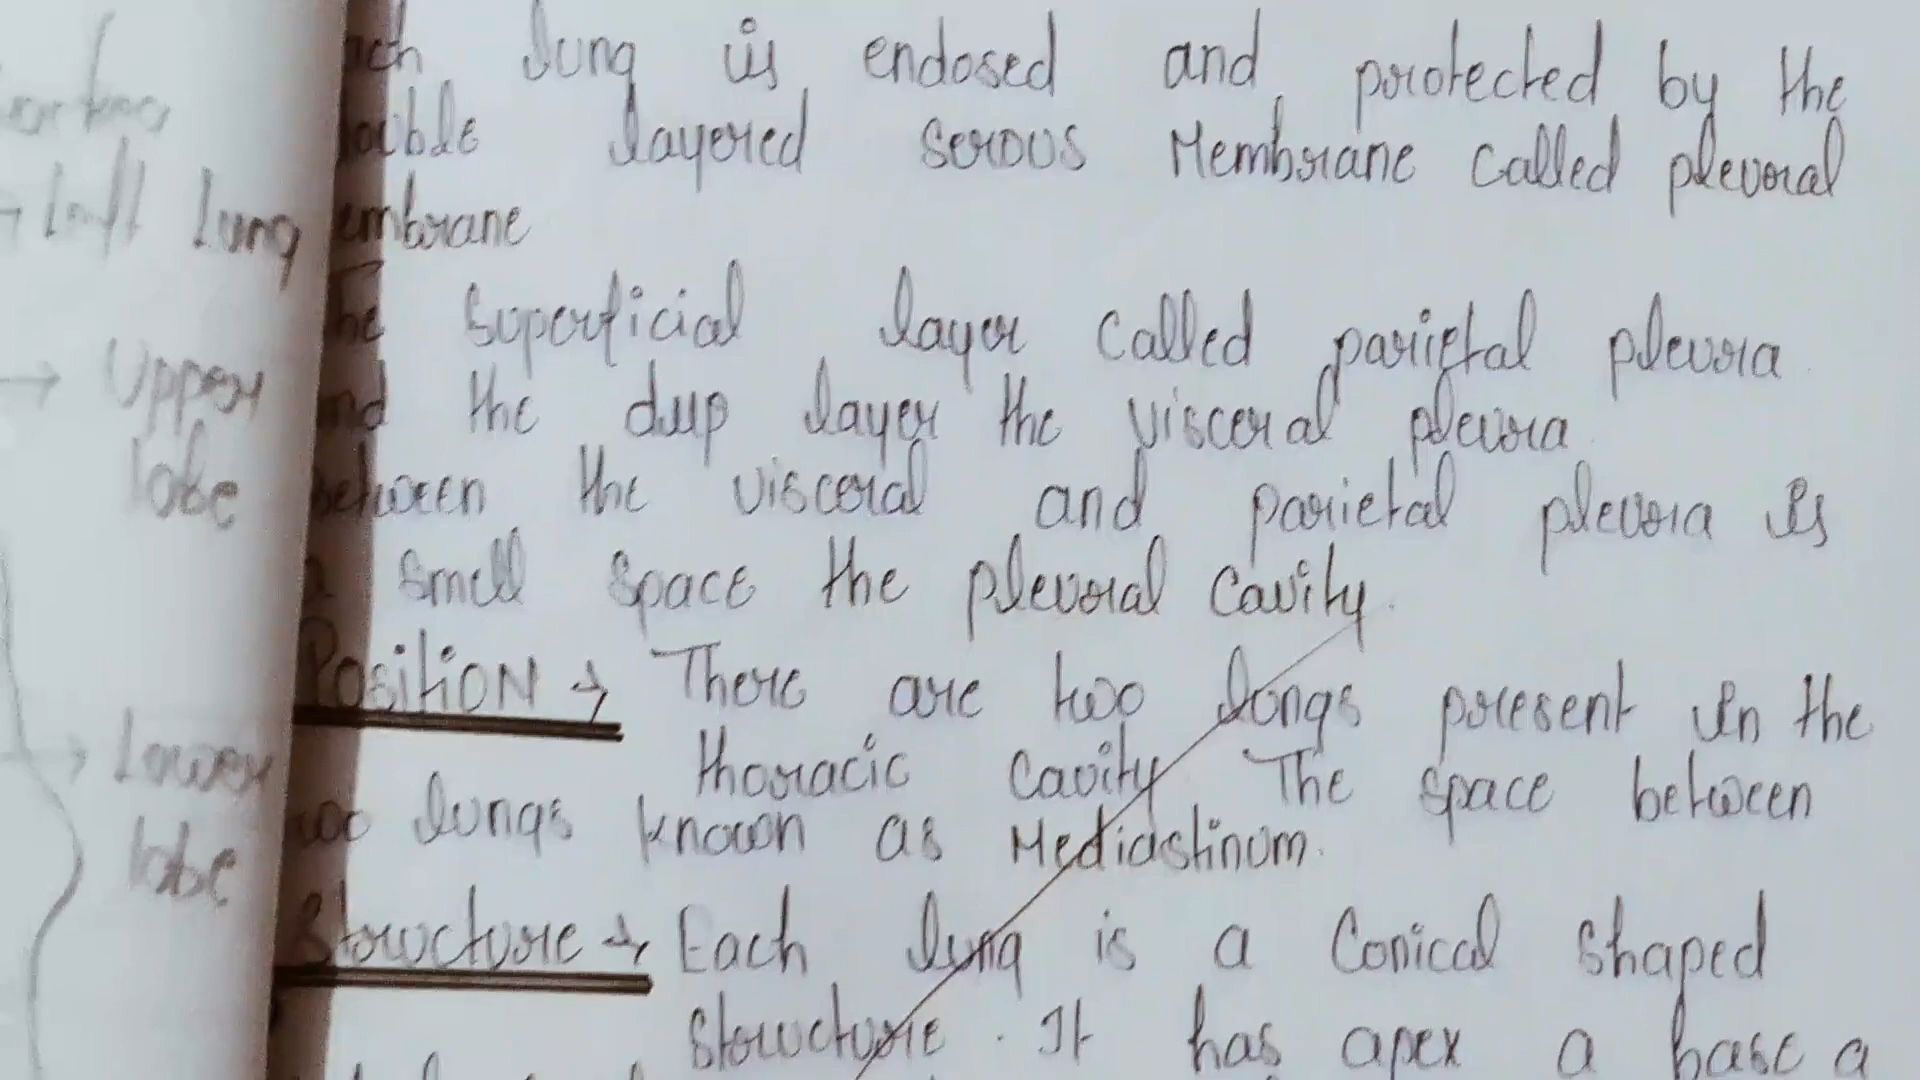 lung is endosed and protected by the
layered serous Membrane called pleural
embrane
The superficial layer called parietal pleura
and the deep layer the visceral pleura
between the visceral and parietal pleura is
a small space the pleural cavity.
Position → There are two lungs present in the
thoracic cavity The space between
two lungs known as Mediastinum.
Structure → Each lung is a Conical shaped
Structure. It has apex a base a
Left Lung
→ Upper
lobe
→ Lower
lobe